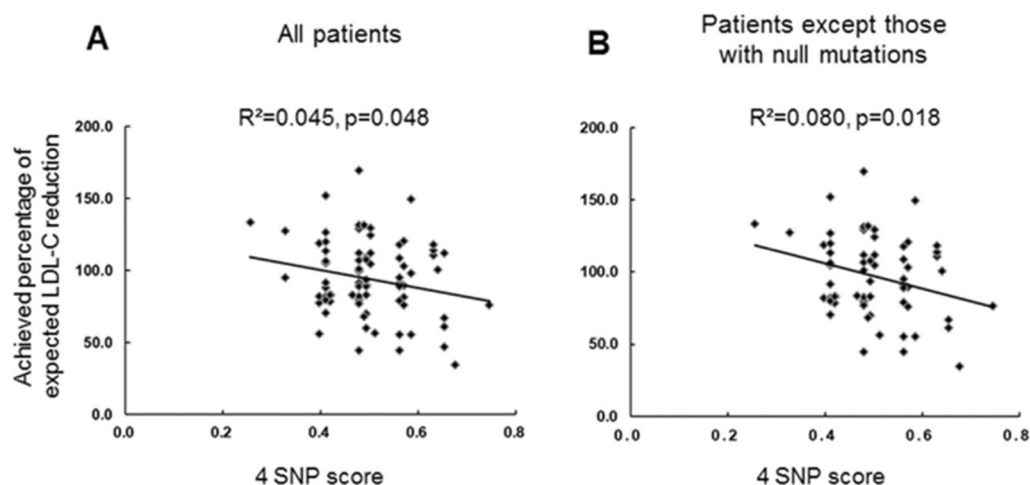 A
All patients
R²=0.045, p=0.048
Achieved percentage of
expected LDL-C reduction
200.0
150.0
100.0
50.0
0.0
0.0
0.2
0.4
0.6
0.8
4 SNP score
B
Patients except those
with null mutations
R²=0.080, p=0.018
200.0
150.0
100.0
50.0
0.0
0.0
0.2
0.4
0.6
0.8
4 SNP score